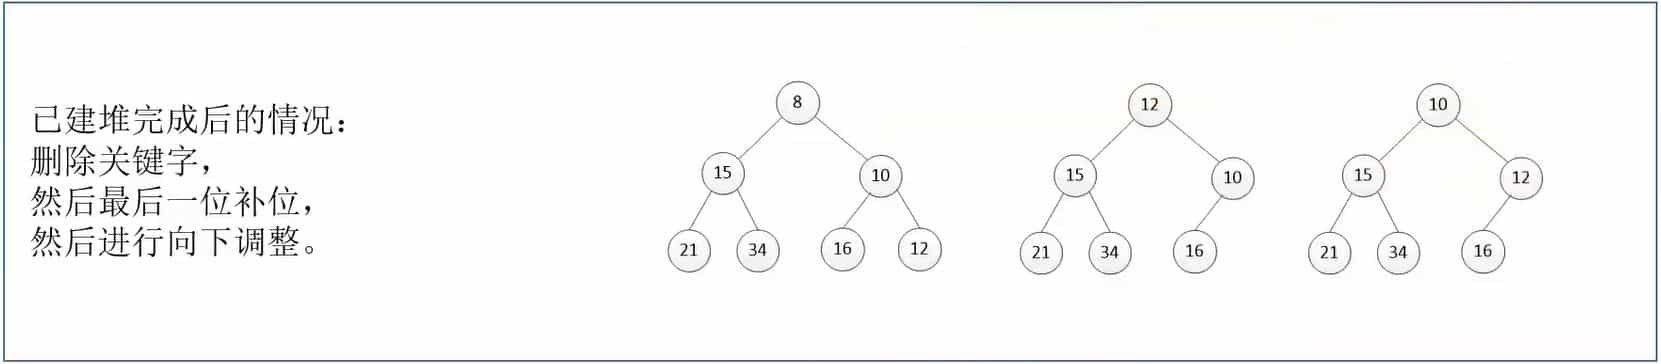 已建堆完成后的情况：
删除关键字，
然后最后一位补位，
然后进行向下调整。
8
15 10
21 34 16 12
12
15 10
21 34 16
10
15 12
21 34 16